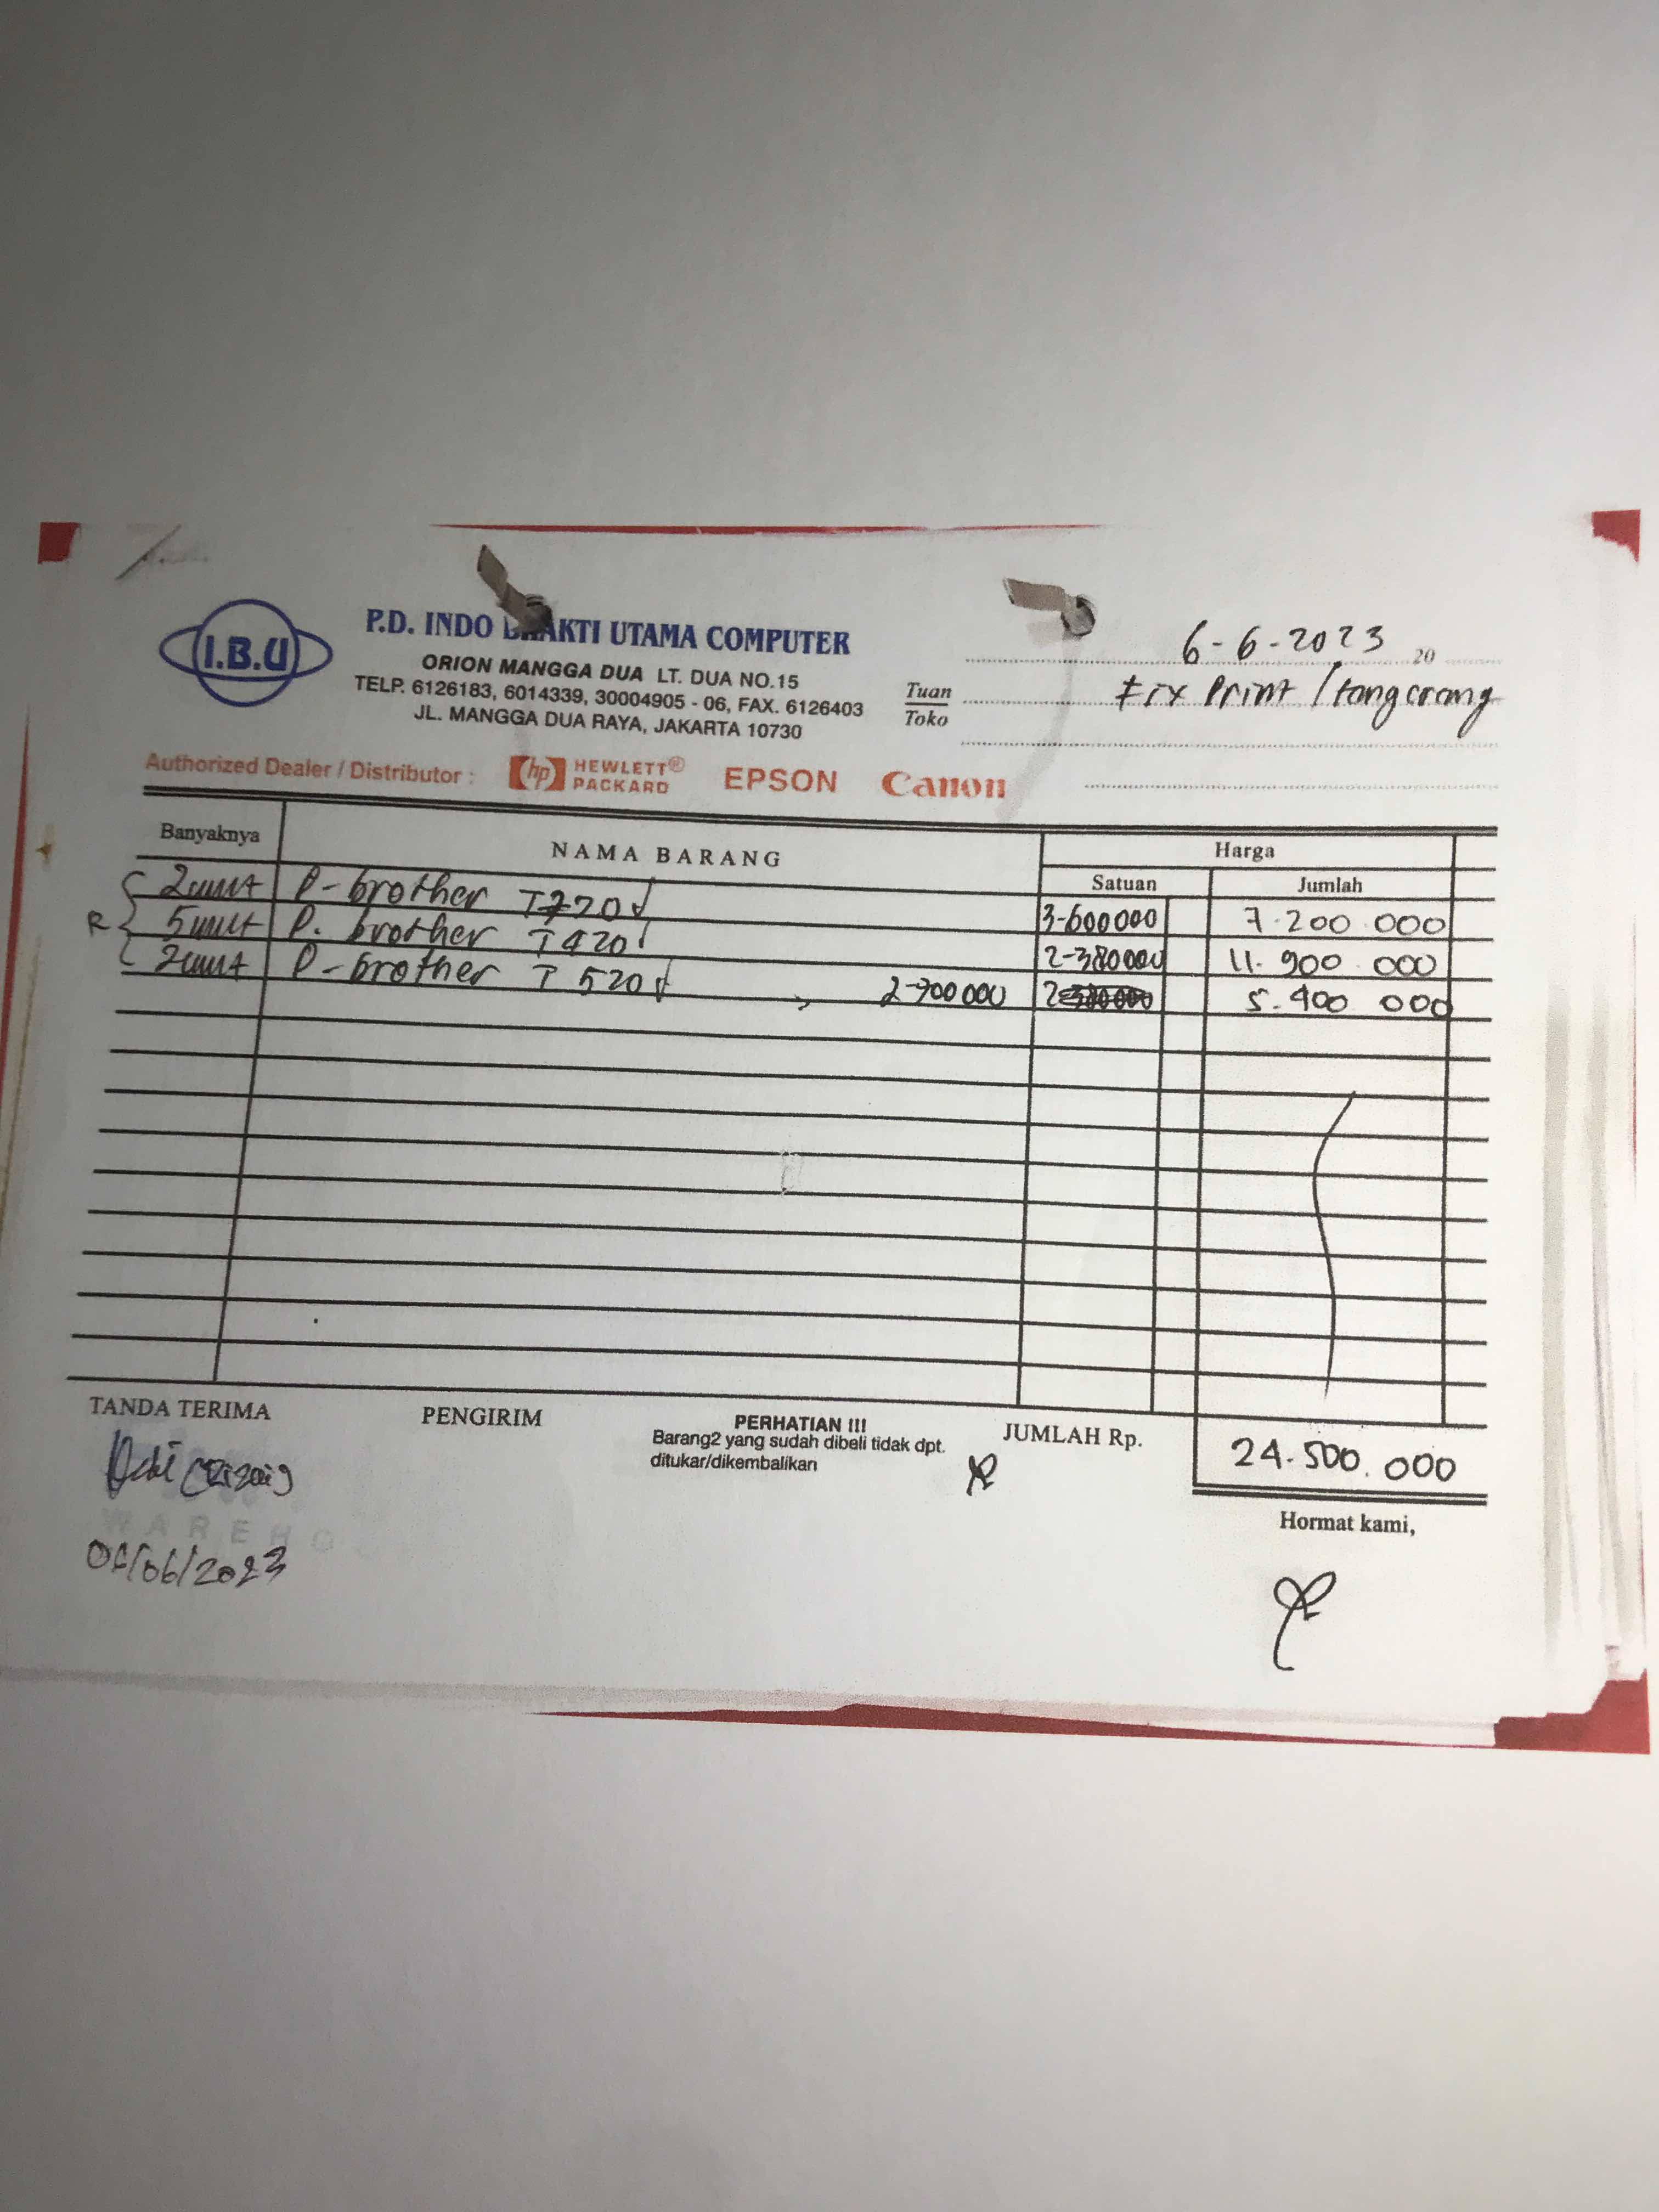 I.B.U
P.D. INDO BHAKTI UTAMA COMPUTER
ORION MANGGA DUA LT. DUA NO.15
TELP. 6126183, 6014339, 30004905 - 06, FAX. 6126403
JL. MANGGA DUA RAYA, JAKARTA 10730
6-6-2023 20
Tuan
Toko
Fix Print / tangerang
Authorized Dealer / Distributor : hp HEWLETT® PACKARD EPSON Canon
Banyaknya NAMA BARANG Harga
Satuan Jumlah
2 unit P-brother T720 3-600000 7.200.000
R 5 unit P. brother T420 2-380000 11.900.000
2 unit P-brother T520 2-700000 5.400.000
TANDA TERIMA PENGIRIM PERHATIAN !!! JUMLAH Rp. 24.500.000
Barang2 yang sudah dibeli tidak dpt.
ditukar/dikembalikan
Hormat kami,
WAREHO
06/06/2023